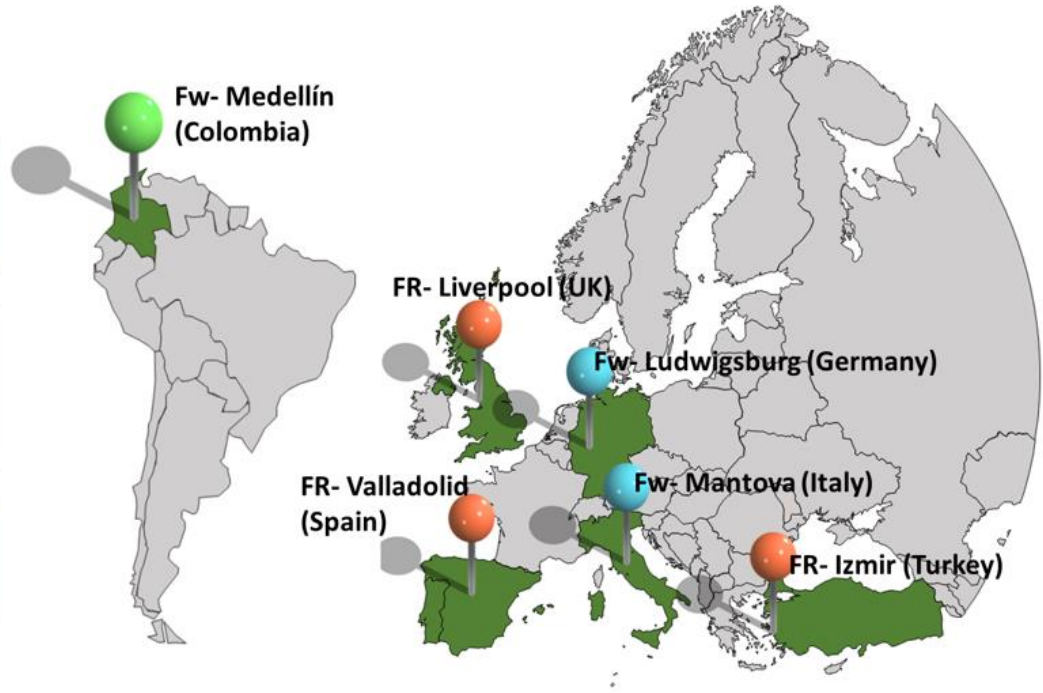 Fw- Medellín
(Colombia)
FR- Liverpool (UK)
Fw- Ludwigsburg (Germany)
FR- Valladolid
(Spain)
Fw- Mantova (Italy)
FR- Izmir (Turkey)